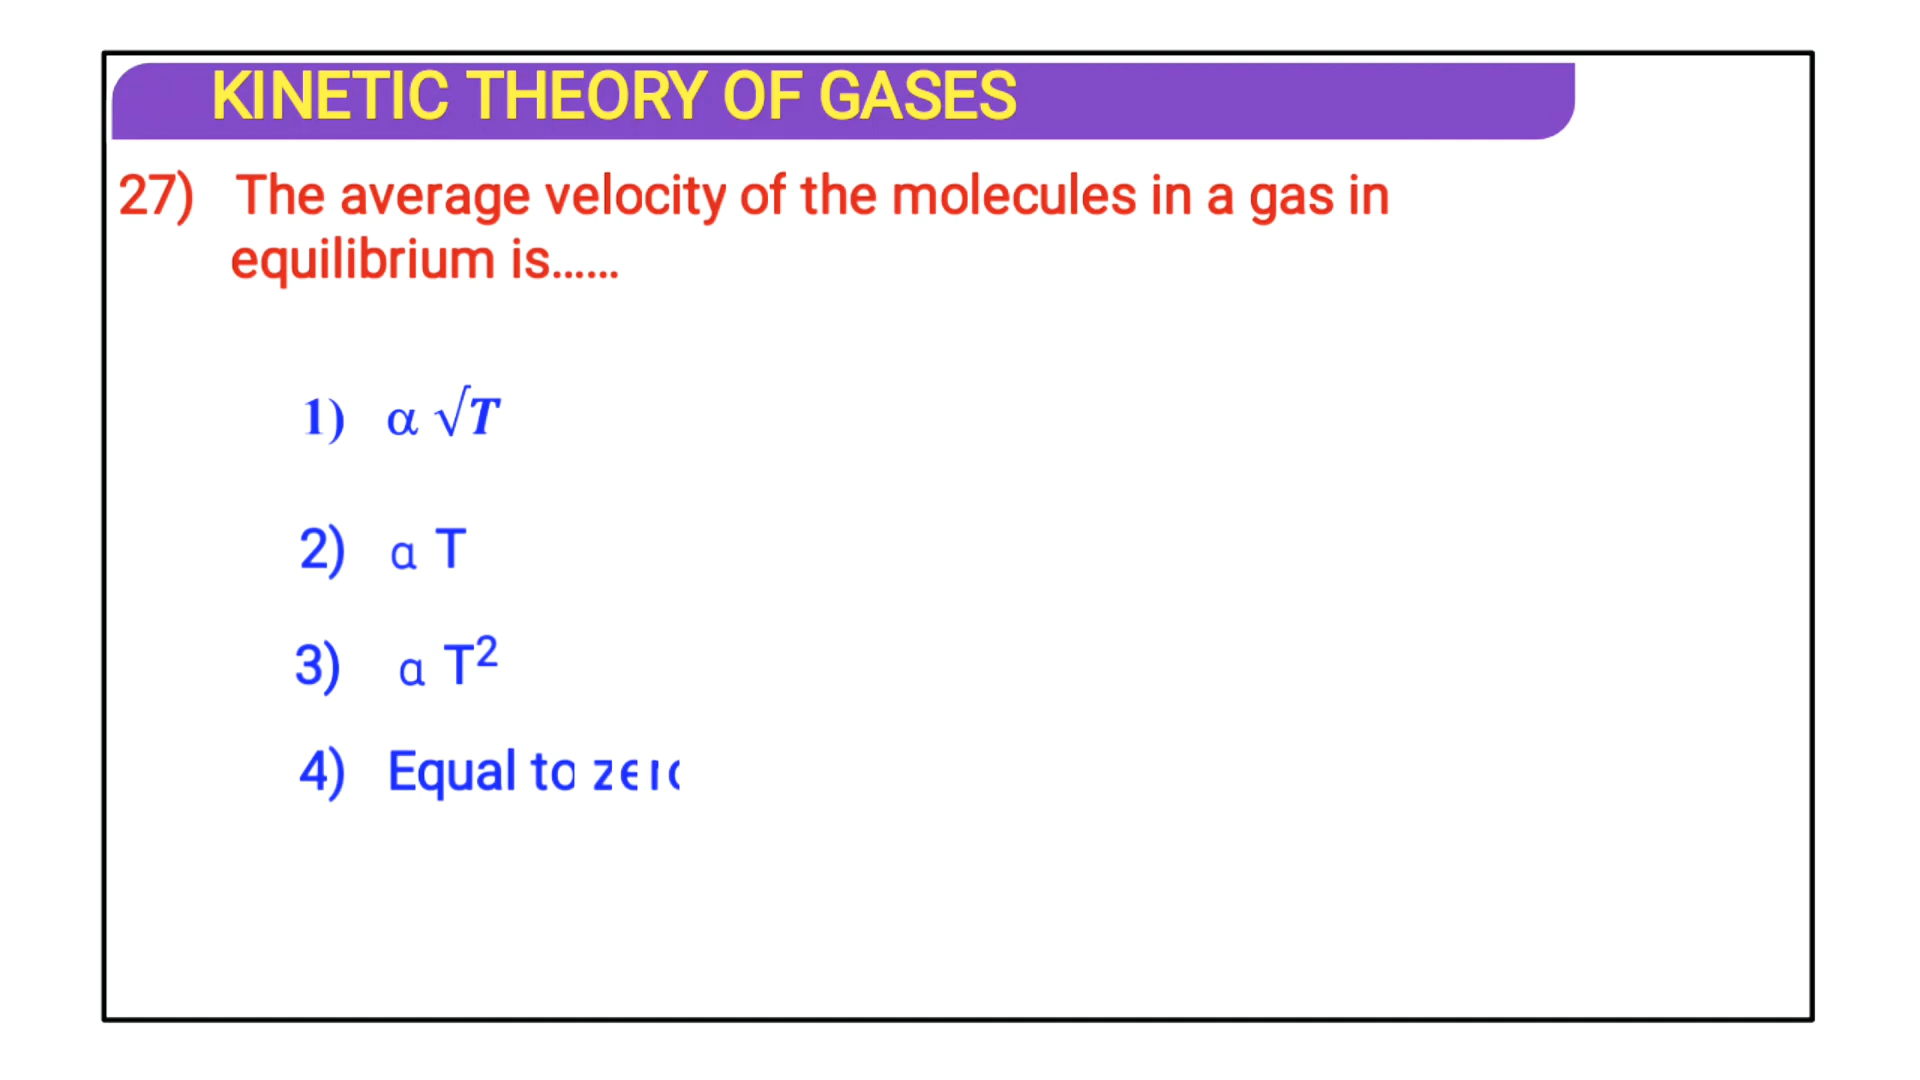 KINETIC THEORY OF GASES
27) The average velocity of the molecules in a gas in
equilibrium is......
1) α √T
2) α T
3) α T²
4) Equal to zero